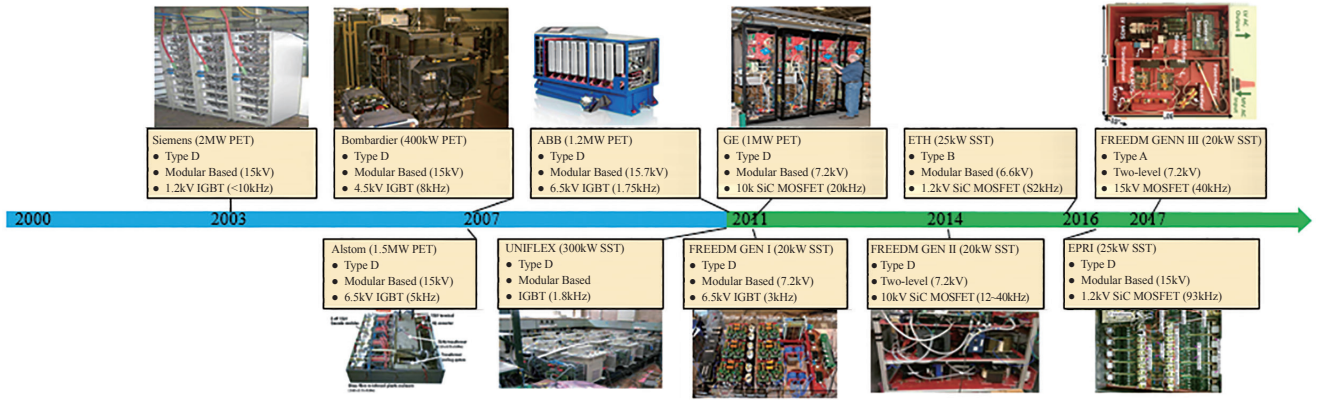 Siemens (2MW PET)
● Type D
● Modular Based (15kV)
● 1.2kV IGBT (<10kHz)
Bombardier (400kW PET)
● Type D
● Modular Based (15kV)
● 4.5kV IGBT (8kHz)
ABB (1.2MW PET)
● Type D
● Modular Based (15.7kV)
● 6.5kV IGBT (1.75kHz)
GE (1MW PET)
● Type D
● Modular Based (7.2kV)
● 10k SiC MOSFET (20kHz)
ETH (25kW SST)
● Type B
● Modular Based (6.6kV)
● 1.2kV SiC MOSFET (S2kHz)
FREEDM GENN III (20kW SST)
● Type A
● Two-level (7.2kV)
● 15kV MOSFET (40kHz)
2000
2003
2007
2011
2014
2016
2017
Alstom (1.5MW PET)
● Type D
● Modular Based (15kV)
● 6.5kV IGBT (5kHz)
UNIFLEX (300kW SST)
● Type D
● Modular Based
● IGBT (1.8kHz)
FREEDM GEN I (20kW SST)
● Type D
● Modular Based (7.2kV)
● 6.5kV IGBT (3kHz)
FREEDM GEN II (20kW SST)
● Type D
● Two-level (7.2kV)
● 10kV SiC MOSFET (12~40kHz)
EPRI (25kW SST)
● Type D
● Modular Based (15kV)
● 1.2kV SiC MOSFET (93kHz)